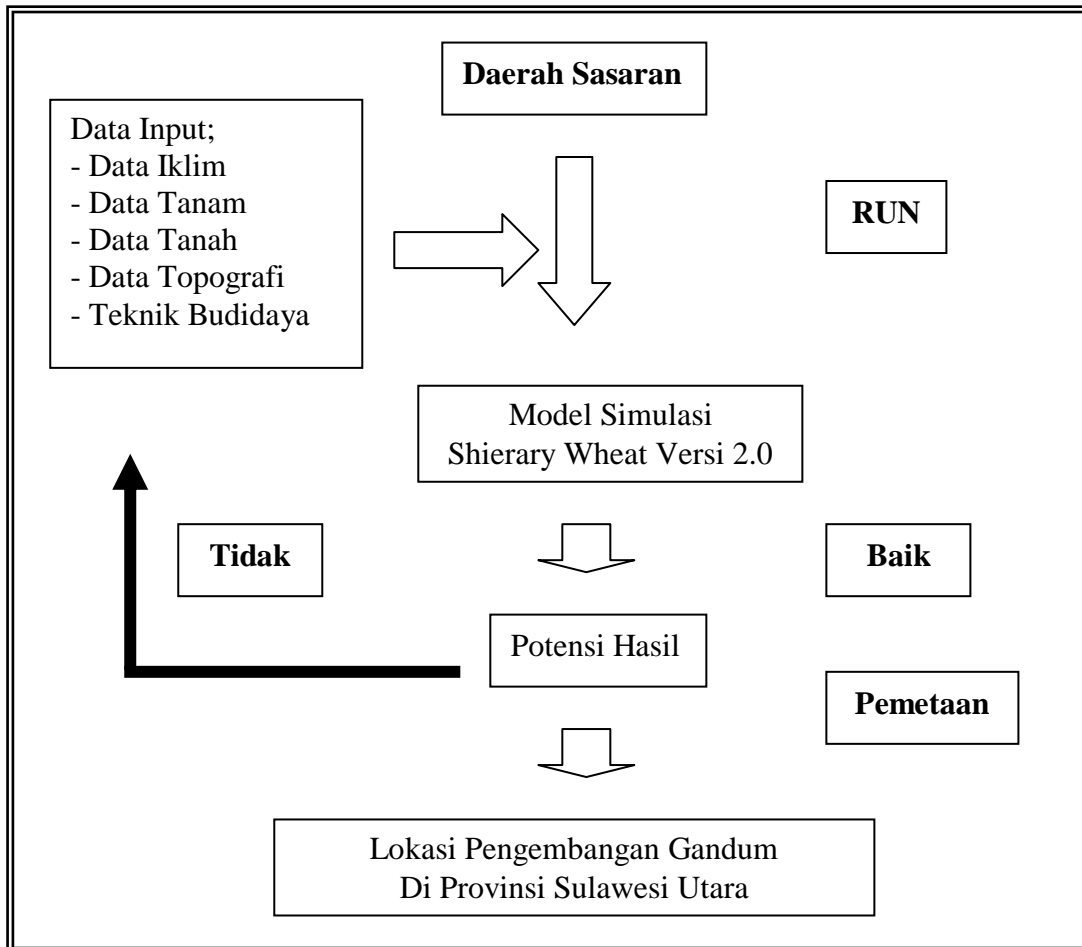 Daerah Sasaran
Data Input;
- Data Iklim
- Data Tanam
- Data Tanah
- Data Topografi
- Teknik Budidaya
RUN
Model Simulasi
Shierary Wheat Versi 2.0
Tidak
Baik
Potensi Hasil
Pemetaan
Lokasi Pengembangan Gandum
Di Provinsi Sulawesi Utara